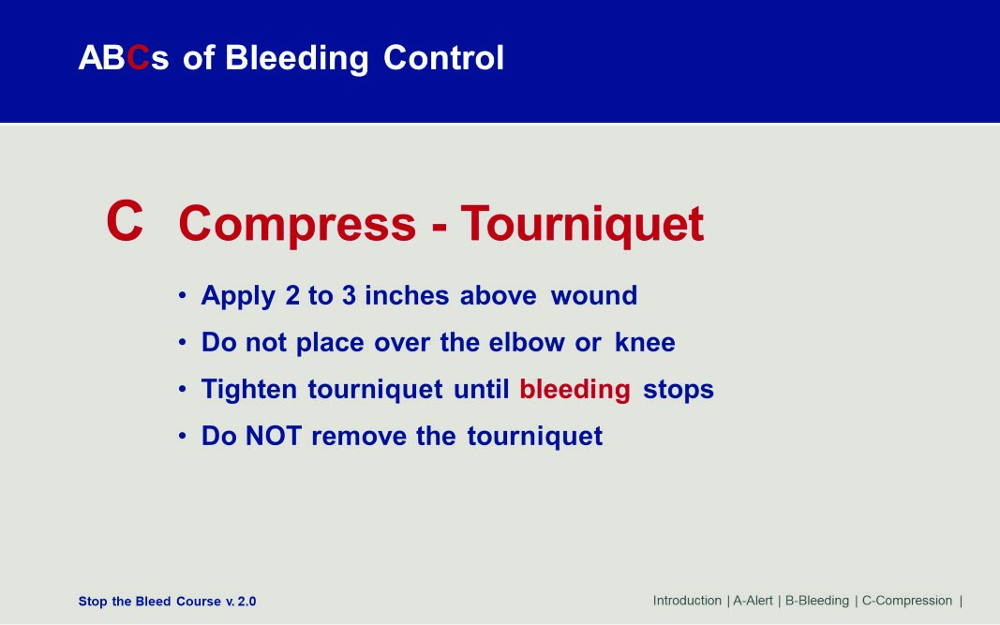 ABCs of Bleeding Control
C Compress - Tourniquet
• Apply 2 to 3 inches above wound
• Do not place over the elbow or knee
• Tighten tourniquet until bleeding stops
• Do NOT remove the tourniquet
Stop the Bleed Course v. 2.0
Introduction | A-Alert | B-Bleeding | C-Compression |